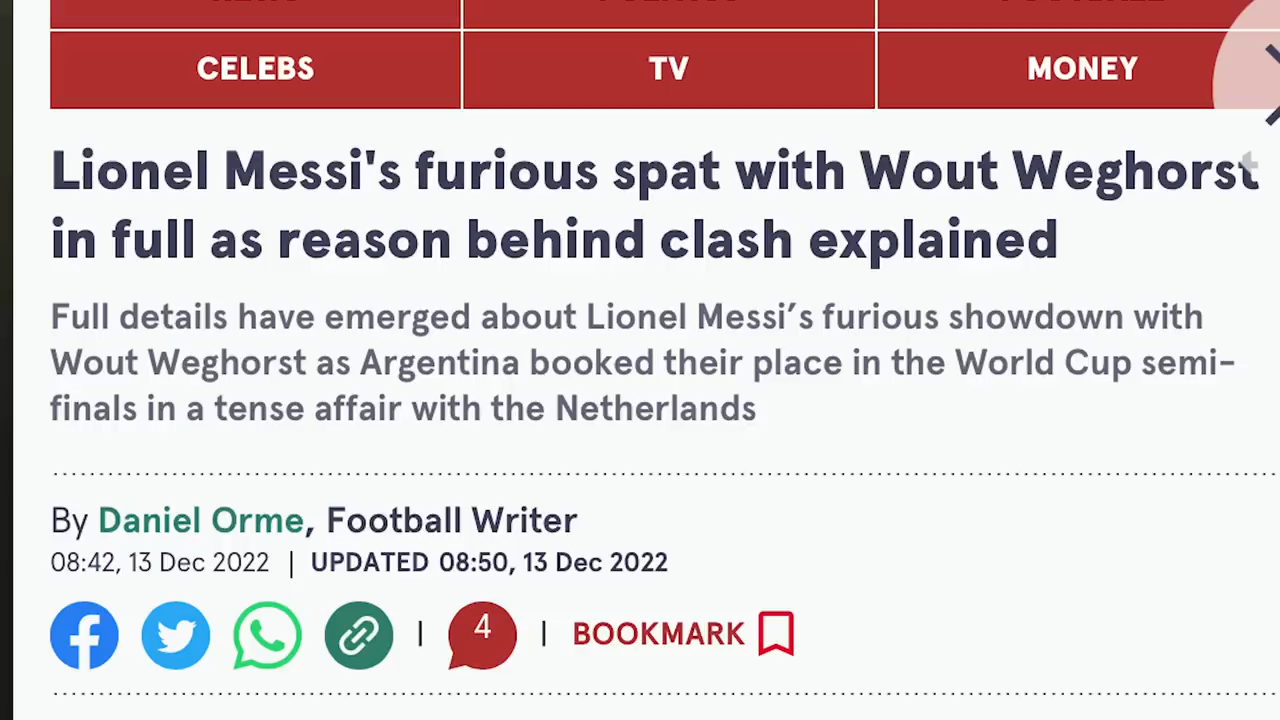 CELEBS
TV
MONEY
Lionel Messi's furious spat with Wout Weghorst
in full as reason behind clash explained
Full details have emerged about Lionel Messi’s furious showdown with
Wout Weghorst as Argentina booked their place in the World Cup semi-
finals in a tense affair with the Netherlands
By Daniel Orme, Football Writer
08:42, 13 Dec 2022 | UPDATED 08:50, 13 Dec 2022
4
BOOKMARK